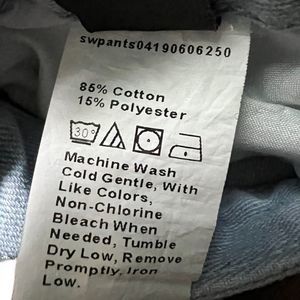 swpants04190606250
85% Cotton
15% Polyester
30°
Machine Wash
Cold Gentle, With
Like Colors,
Non-Chlorine
Bleach When
Needed, Tumble
Dry Low, Remove
Promptly, Iron
Low.